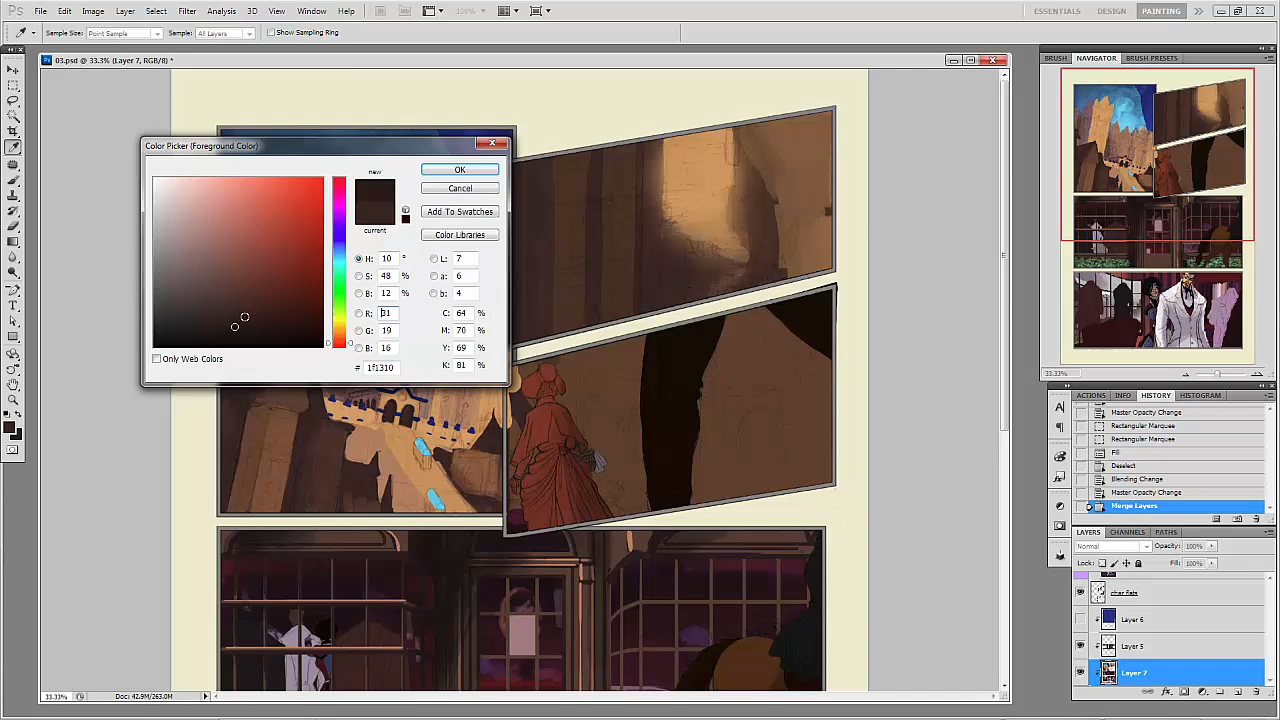 Ps File Edit Image Layer Select Filter Analysis 3D View Window Help 100% ESSENTIALS DESIGN PAINTING
Sample Size: Point Sample Sample: All Layers Show Sampling Ring
03.psd @ 33.3% (Layer 7, RGB/8) *
BRUSH NAVIGATOR BRUSH PRESETS
Color Picker (Foreground Color)
new
current
OK
Cancel
Add To Swatches
Color Libraries
H: 10 °
S: 48 %
B: 12 %
R: 31
G: 19
B: 16
# 1f1310
L: 7
a: 6
b: 4
C: 64 %
M: 70 %
Y: 69 %
K: 81 %
Only Web Colors
33.33%
ACTIONS INFO HISTORY HISTOGRAM
Master Opacity Change
Rectangular Marquee
Rectangular Marquee
Fill
Deselect
Blending Change
Master Opacity Change
Merge Layers
LAYERS CHANNELS PATHS
Normal Opacity: 100%
Lock: Fill: 100%
char flats
Layer 6
Layer 5
Layer 7
33.33% Doc: 42.9M/263.0M